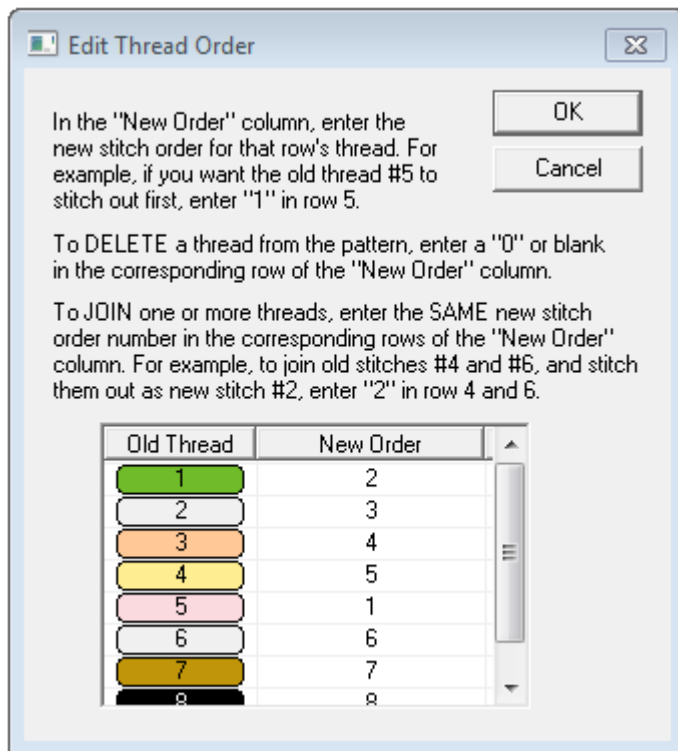 Edit Thread Order
OK
Cancel
In the "New Order" column, enter the
new stitch order for that row's thread. For
example, if you want the old thread #5 to
stitch out first, enter "1" in row 5.
To DELETE a thread from the pattern, enter a "0" or blank
in the corresponding row of the "New Order" column.
To JOIN one or more threads, enter the SAME new stitch
order number in the corresponding rows of the "New Order"
column. For example, to join old stitches #4 and #6, and stitch
them out as new stitch #2, enter "2" in row 4 and 6.
Old Thread New Order
1 2
2 3
3 4
4 5
5 1
6 6
7 7
8 8